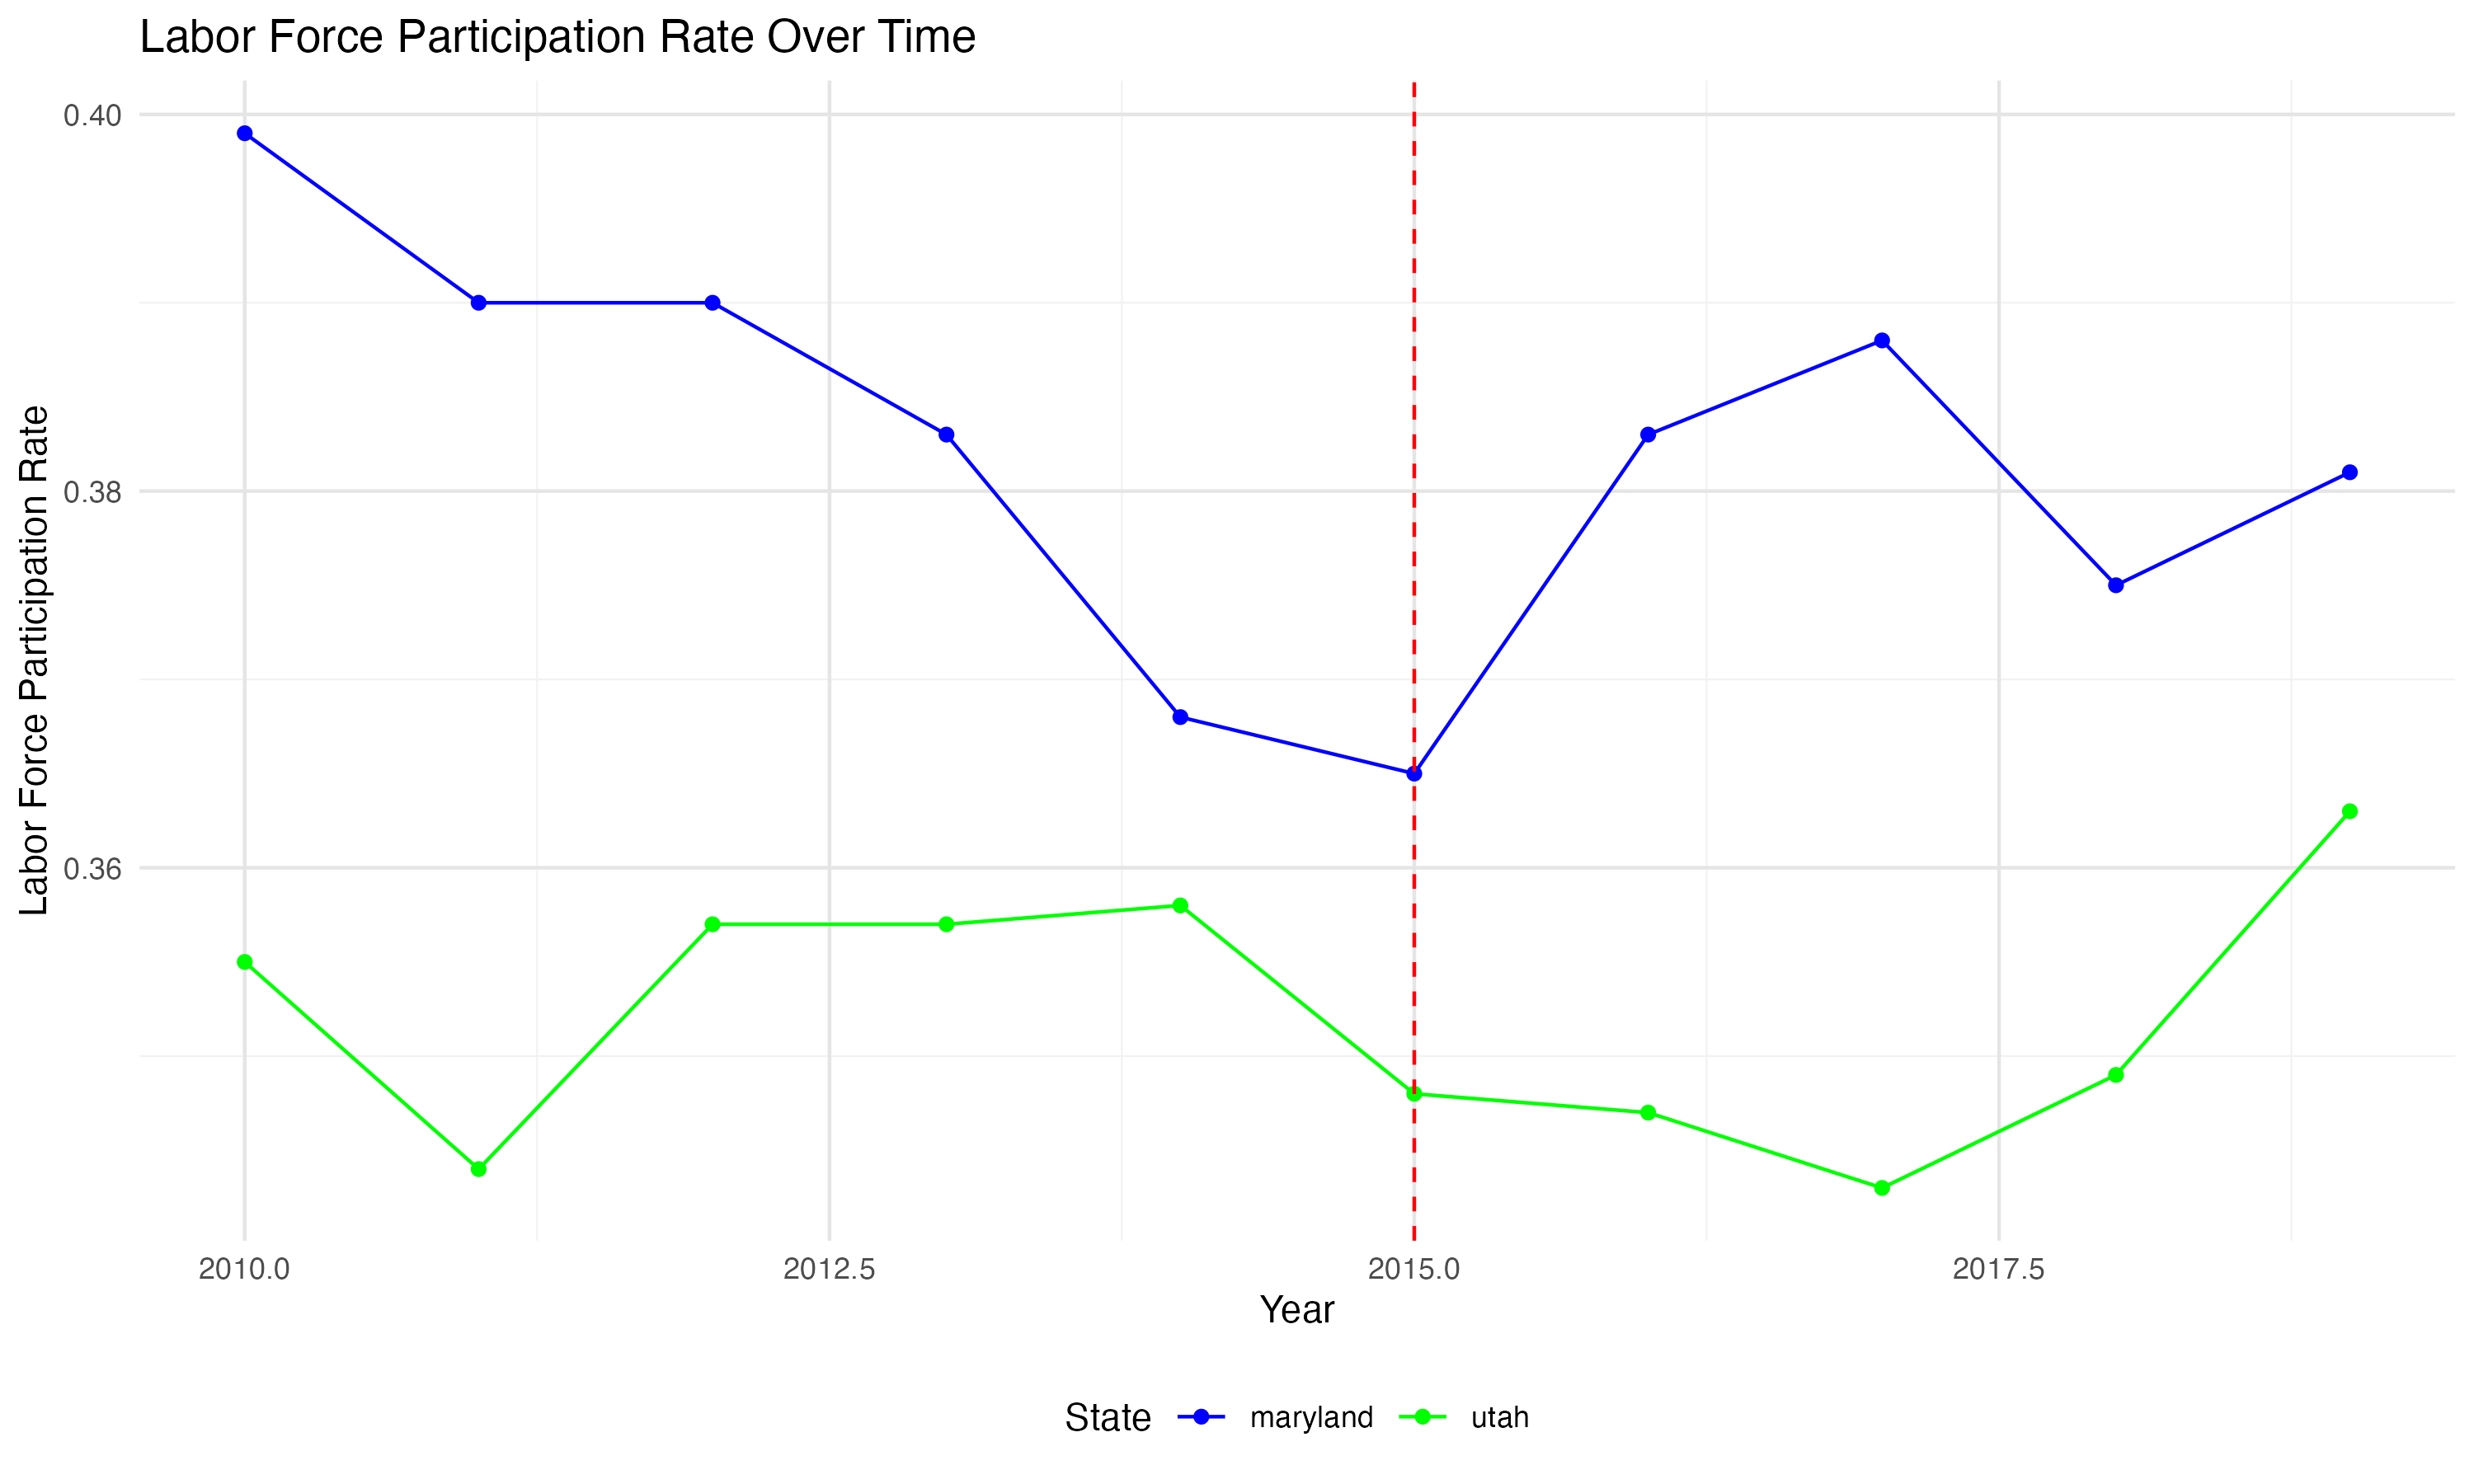 Labor Force Participation Rate Over Time
Labor Force Participation Rate
0.40
0.38
0.36
2010.0 2012.5 2015.0 2017.5
Year
State maryland utah